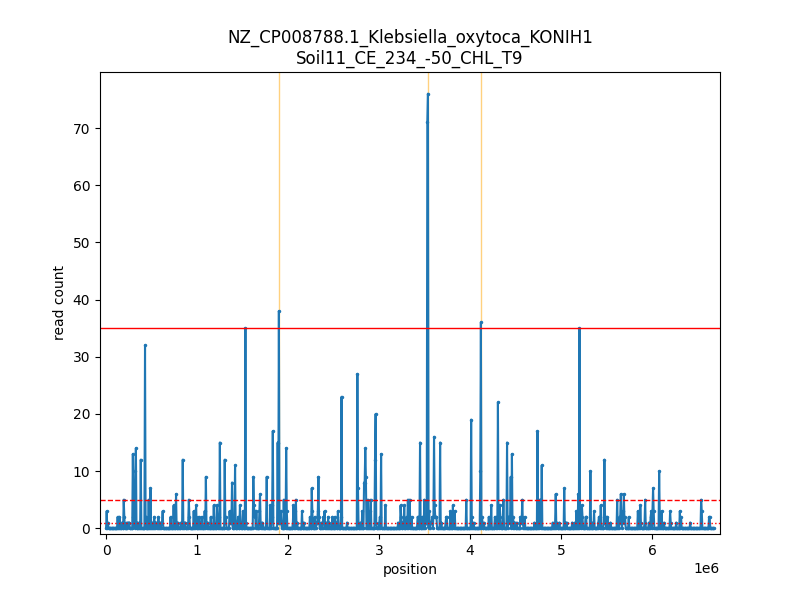 NZ_CP008788.1_Klebsiella_oxytoca_KONIH1
Soil11_CE_234_-50_CHL_T9
70
60
50
40
30
20
10
0
read count
0 1 2 3 4 5 6
1e6
position